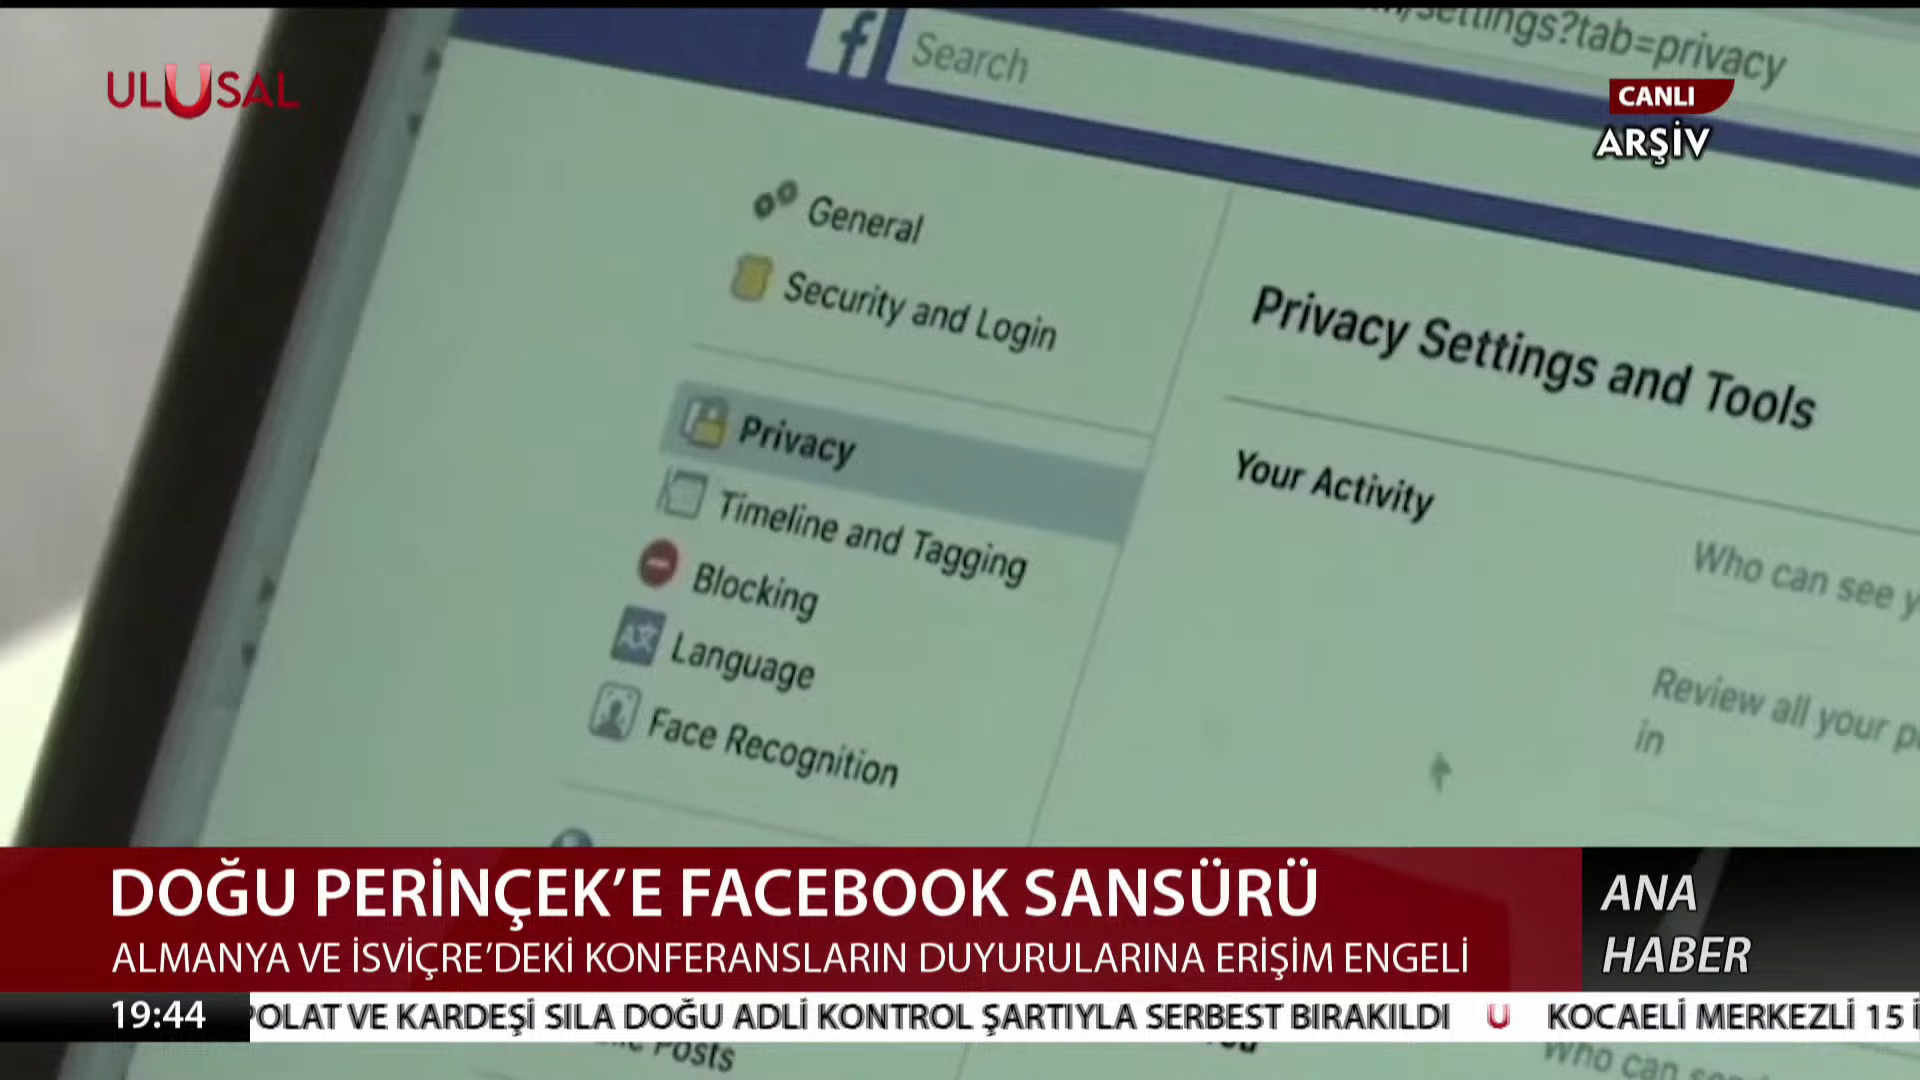 /settings?tab=privacy
Search
ULUSAL
CANLI
ARŞİV
General
Security and Login
Privacy
Timeline and Tagging
Blocking
Language
Face Recognition
Privacy Settings and Tools
Your Activity
Who can see y
Review all your p
in
DOĞU PERİNÇEK’E FACEBOOK SANSÜRÜ
ALMANYA VE İSVİÇRE’DEKİ KONFERANSLARIN DUYURULARINA ERİŞİM ENGELİ
ANA
HABER
19:44
POLAT VE KARDEŞİ SILA DOĞU ADLİ KONTROL ŞARTIYLA SERBEST BIRAKILDI U KOCAELİ MERKEZLİ 15 İ
Posts
Who can send